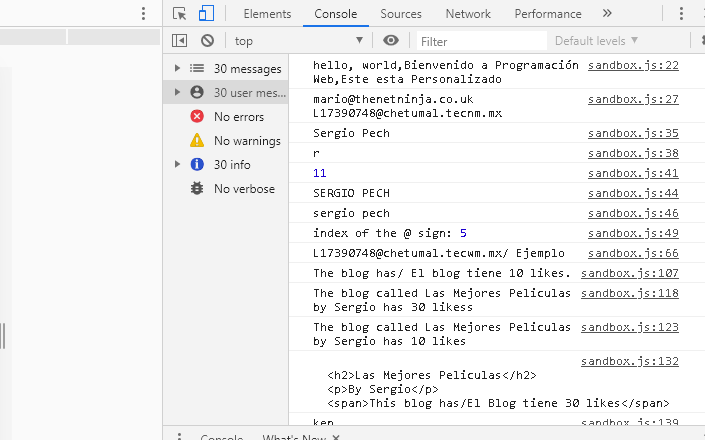 Elements Console Sources Network Performance »
top Filter Default levels ▼
30 messages
30 user mes...
No errors
No warnings
30 info
No verbose
hello, world,Bienvenido a Programación sandbox.js:22
Web,Este esta Personalizado
mario@thenetninja.co.uk sandbox.js:27
L17390748@chetumal.tecnm.mx
Sergio Pech sandbox.js:35
r sandbox.js:38
11 sandbox.js:41
SERGIO PECH sandbox.js:44
sergio pech sandbox.js:46
index of the @ sign: 5 sandbox.js:49
L17390748@chetumal.tecwm.mx/ Ejemplo sandbox.js:66
The blog has/ El blog tiene 10 likes. sandbox.js:107
The blog called Las Mejores Peliculas sandbox.js:118
by Sergio has 30 likess
The blog called Las Mejores Peliculas sandbox.js:123
by Sergio has 10 likes
sandbox.js:132
<h2>Las Mejores Peliculas</h2>
<p>By Sergio</p>
<span>This blog has/El Blog tiene 30 likes</span>
ken sandbox.js:139
Console What's New ×